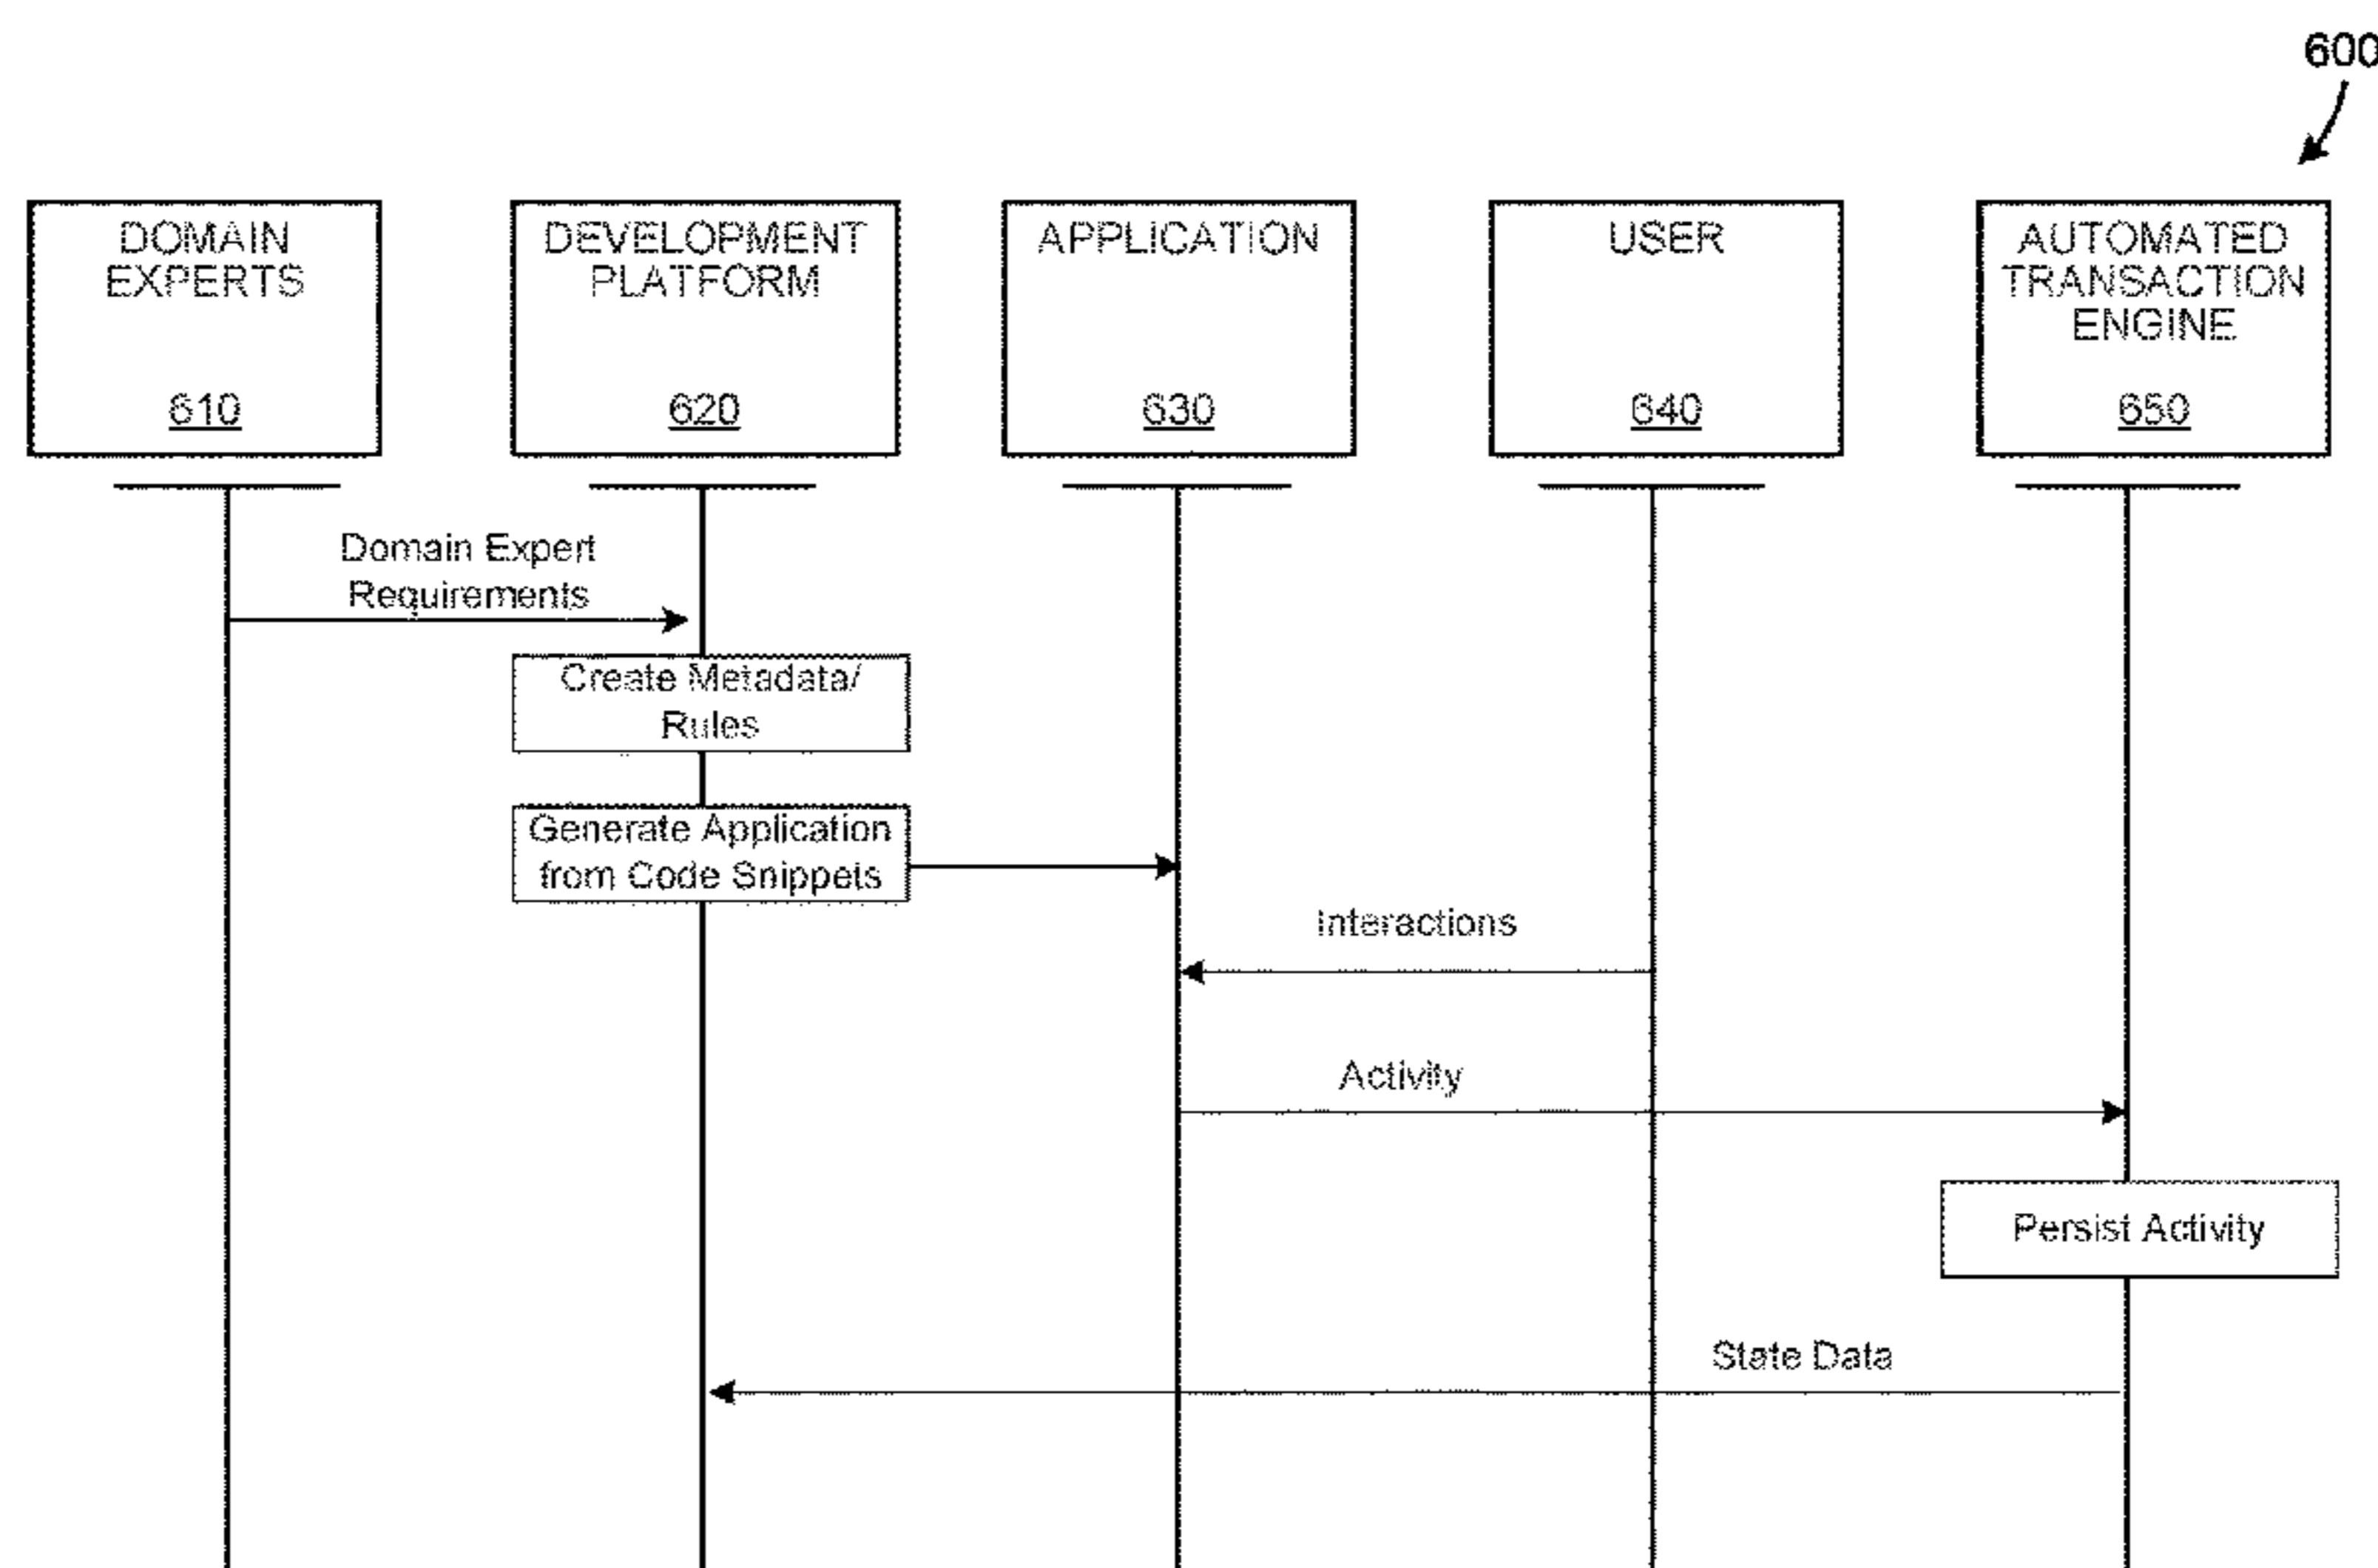 600
DOMAIN
EXPERTS
610
DEVELOPMENT
PLATFORM
620
APPLICATION
630
USER
640
AUTOMATED
TRANSACTION
ENGINE
650
Domain Expert
Requirements
Create Metadata/
Rules
Generate Application
from Code Snippets
Interactions
Activity
Persist Activity
State Data